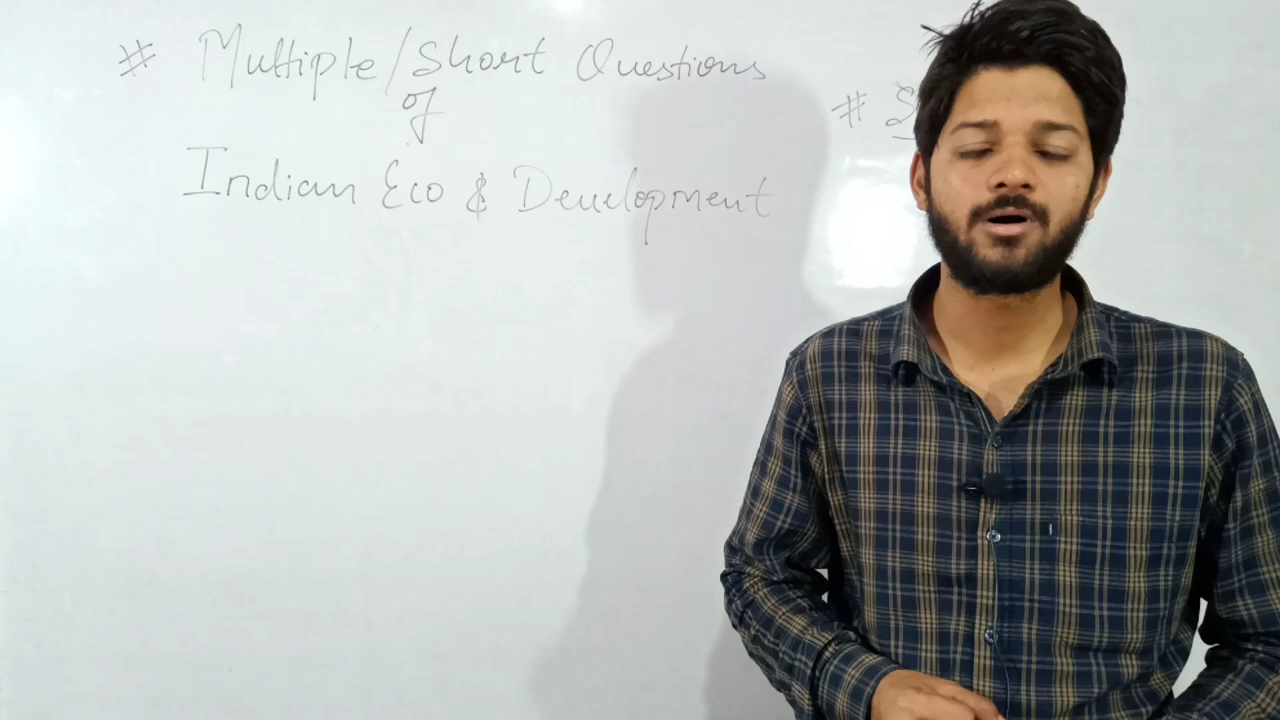 # Multiple/Short Questions
of
Indian Eco & Development
#